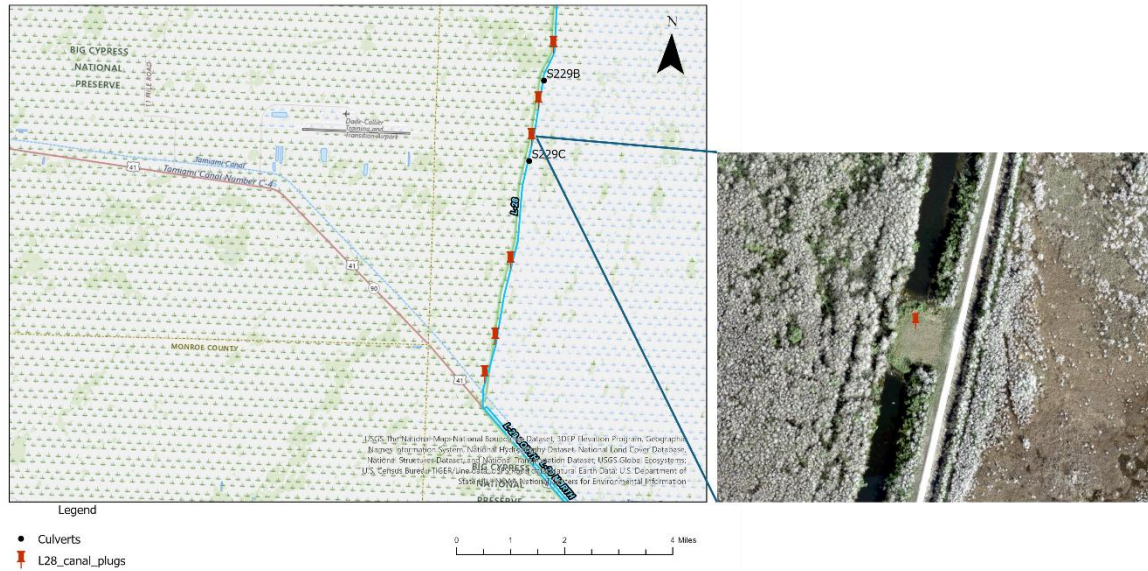 N
BIG CYPRESS
NATIONAL
PRESERVE
11 MILE ROAD
S229B
Dade-Collier
Training and
Transition Airport
S229C
41
Tamiami Canal
Tamiami Canal Number C-4
L-28
41
90
MONROE COUNTY
41
USGS The National Map: National Boundaries Dataset, 3DEP Elevation Program, Geographic
Names Information System, National Hydrography Dataset, National Land Cover Database,
National Structures Dataset, and National Transportation Dataset; USGS Global Ecosystems;
U.S. Census Bureau TIGER/Line data; Natural Earth Data; U.S. Department of
for Environmental Information
BIG CYPRESS
NATIONAL
PRESERVE
NORTH
Legend
Culverts
L28_canal_plugs
0 1 2 4 Miles